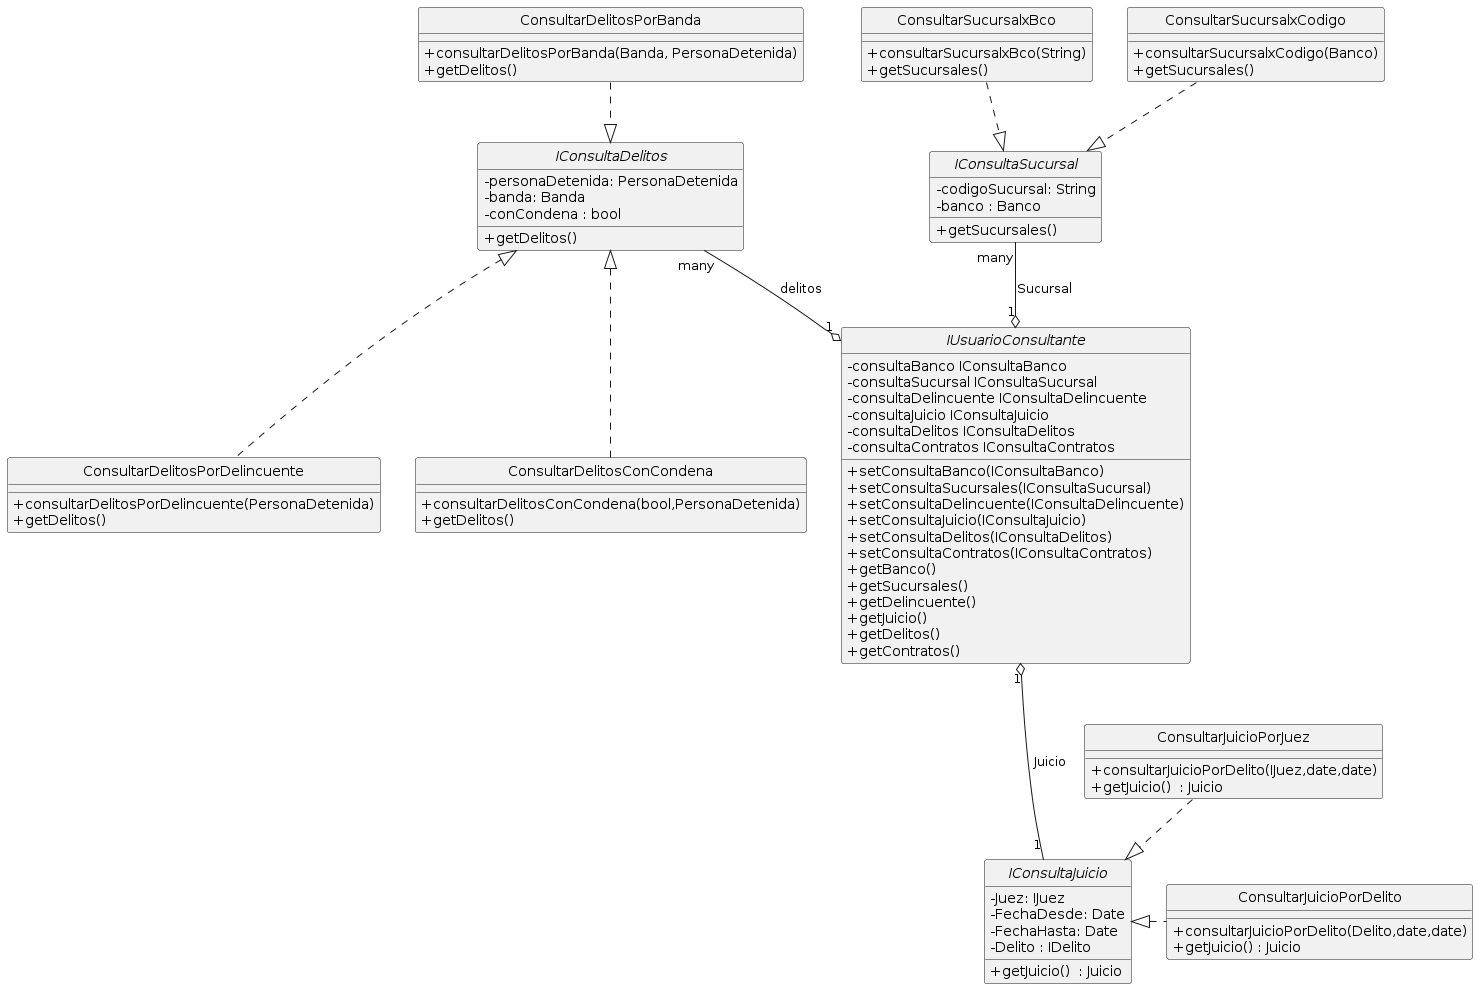 ConsultarDelitosPorBanda
+consultarDelitosPorBanda(Banda, PersonaDetenida)
+getDelitos()
ConsultarSucursalxBco
+consultarSucursalxBco(String)
+getSucursales()
ConsultarSucursalxCodigo
+consultarSucursalxCodigo(Banco)
+getSucursales()
IConsultaDelitos
-personaDetenida: PersonaDetenida
-banda: Banda
-conCondena : bool
+getDelitos()
IConsultaSucursal
-codigoSucursal: String
-banco : Banco
+getSucursales()
many
delitos
1
many
Sucursal
1
IUsuarioConsultante
-consultaBanco IConsultaBanco
-consultaSucursal IConsultaSucursal
-consultaDelincuente IConsultaDelincuente
-consultaJuicio IConsultaJuicio
-consultaDelitos IConsultaDelitos
-consultaContratos IConsultaContratos
+setConsultaBanco(IConsultaBanco)
+setConsultaSucursales(IConsultaSucursal)
+setConsultaDelincuente(IConsultaDelincuente)
+setConsultaJuicio(IConsultaJuicio)
+setConsultaDelitos(IConsultaDelitos)
+setConsultaContratos(IConsultaContratos)
+getBanco()
+getSucursales()
+getDelincuente()
+getJuicio()
+getDelitos()
+getContratos()
ConsultarDelitosPorDelincuente
+consultarDelitosPorDelincuente(PersonaDetenida)
+getDelitos()
ConsultarDelitosConCondena
+consultarDelitosConCondena(bool,PersonaDetenida)
+getDelitos()
1
Juicio
1
ConsultarJuicioPorJuez
+consultarJuicioPorDelito(IJuez,date,date)
+getJuicio()  : Juicio
IConsultaJuicio
-Juez: IJuez
-FechaDesde: Date
-FechaHasta: Date
-Delito : IDelito
+getJuicio()  : Juicio
ConsultarJuicioPorDelito
+consultarJuicioPorDelito(Delito,date,date)
+getJuicio() : Juicio